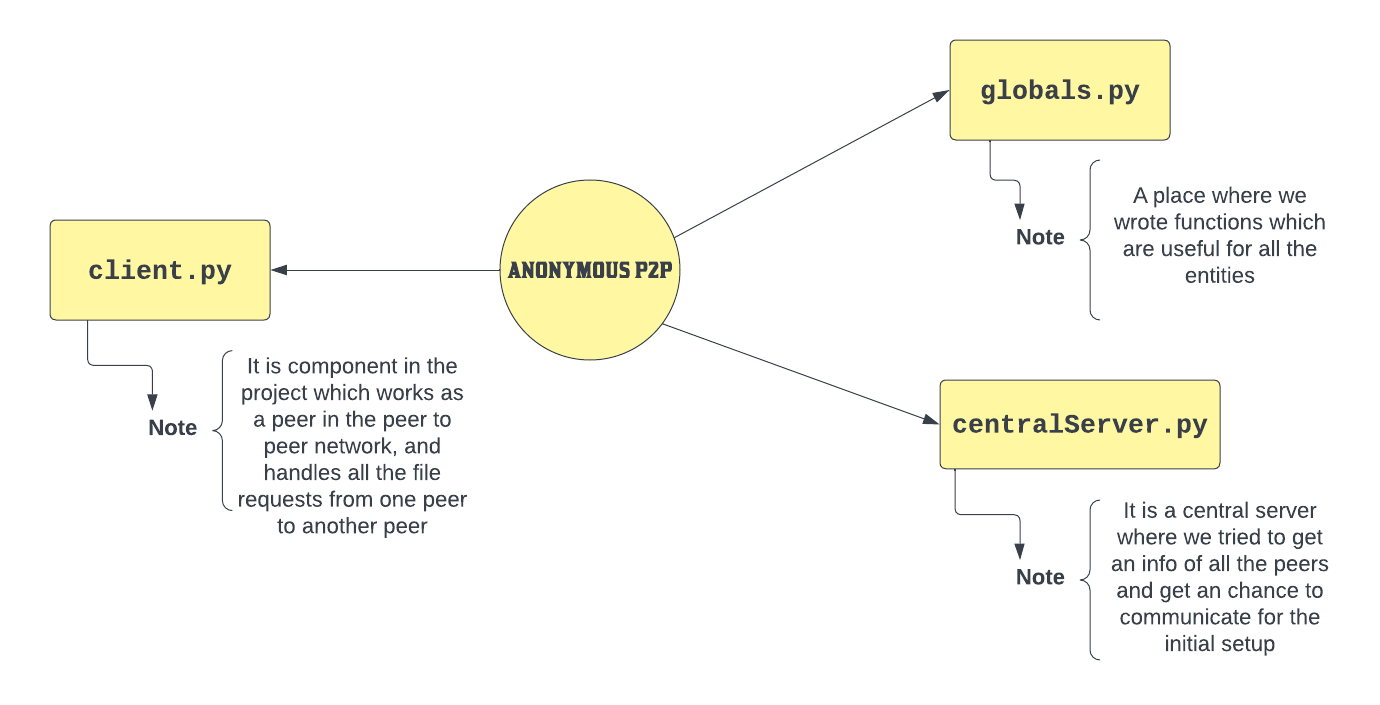 globals.py
Note
A place where we
wrote functions which
are useful for all the
entities
ANONYMOUS P2P
client.py
Note
It is component in the
project which works as
a peer in the peer to
peer network, and
handles all the file
requests from one peer
to another peer
centralServer.py
Note
It is a central server
where we tried to get
an info of all the peers
and get an chance to
communicate for the
initial setup